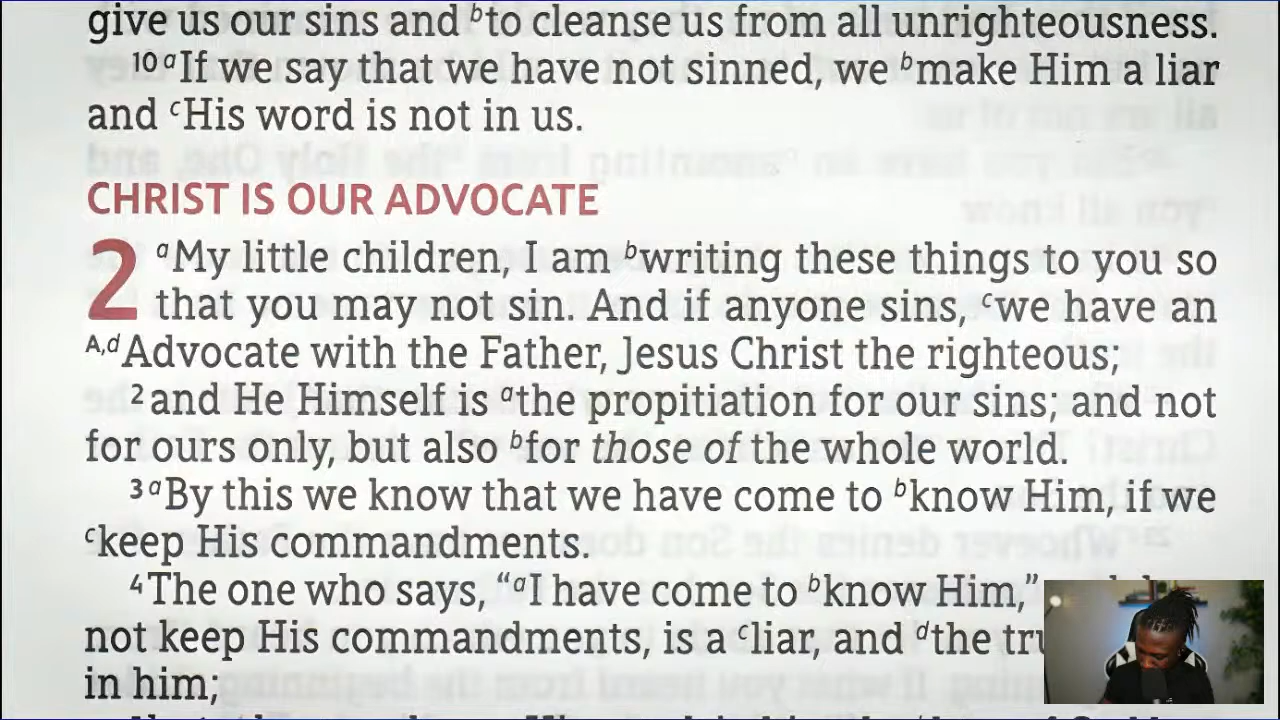 give us our sins and ᵇto cleanse us from all unrighteousness.
¹⁰ᵃIf we say that we have not sinned, we ᵇmake Him a liar
and ᶜHis word is not in us.
CHRIST IS OUR ADVOCATE
2 ᵃMy little children, I am ᵇwriting these things to you so
that you may not sin. And if anyone sins, ᶜwe have an
ᴬ,ᵈAdvocate with the Father, Jesus Christ the righteous;
²and He Himself is ᵃthe propitiation for our sins; and not
for ours only, but also ᵇfor those of the whole world.
³ᵃBy this we know that we have come to ᵇknow Him, if we
ᶜkeep His commandments.
⁴The one who says, “ᵃI have come to ᵇknow Him,”
not keep His commandments, is a ᶜliar, and ᵈthe
in him;